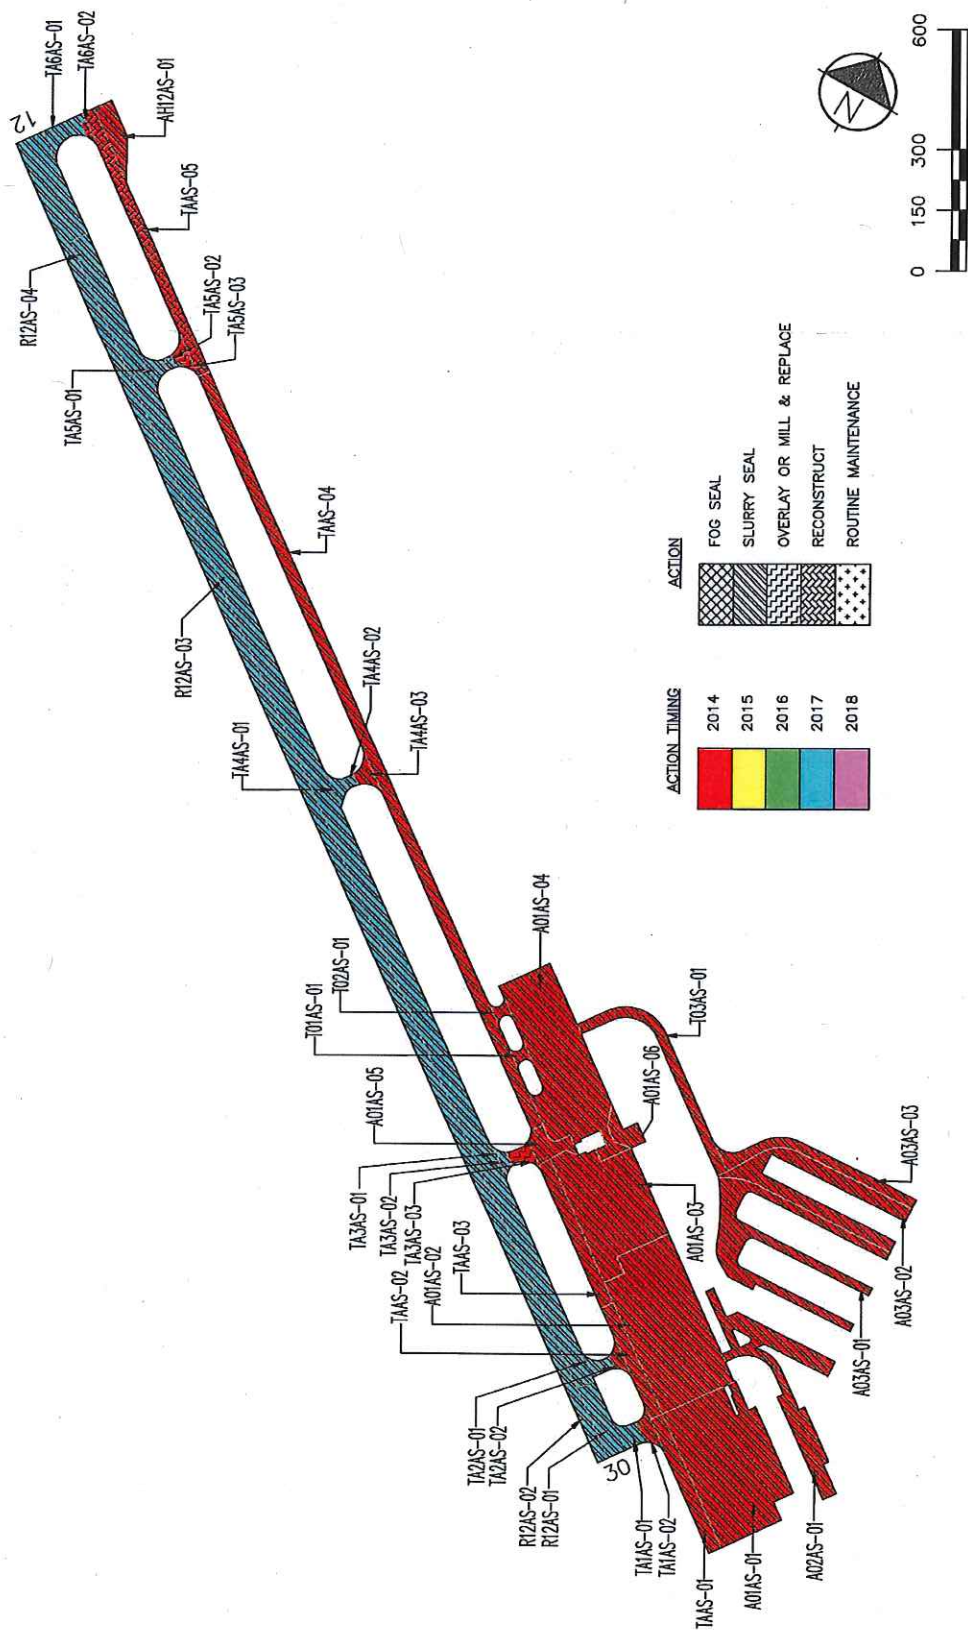 12
TA6AS-01
TA6AS-02
AH12AS-01
R12AS-04
TAAS-05
TA5AS-01
TA5AS-02
TA5AS-03
TAAS-04
R12AS-03
TA4AS-01
TA4AS-02
TA4AS-03
T01AS-01
T02AS-01
A01AS-04
A01AS-05
A01AS-06
T03AS-01
TA3AS-01
TA3AS-02
TA3AS-03
TAAS-03
A01AS-02
TAAS-02
A01AS-03
A03AS-03
A03AS-02
A03AS-01
TA2AS-01
TA2AS-02
R12AS-02
R12AS-01
30
TA1AS-01
TA1AS-02
TAAS-01
A01AS-01
A02AS-01
ACTION TIMING
2014
2015
2016
2017
2018
ACTION
FOG SEAL
SLURRY SEAL
OVERLAY OR MILL & REPLACE
RECONSTRUCT
ROUTINE MAINTENANCE
N
0 150 300 600